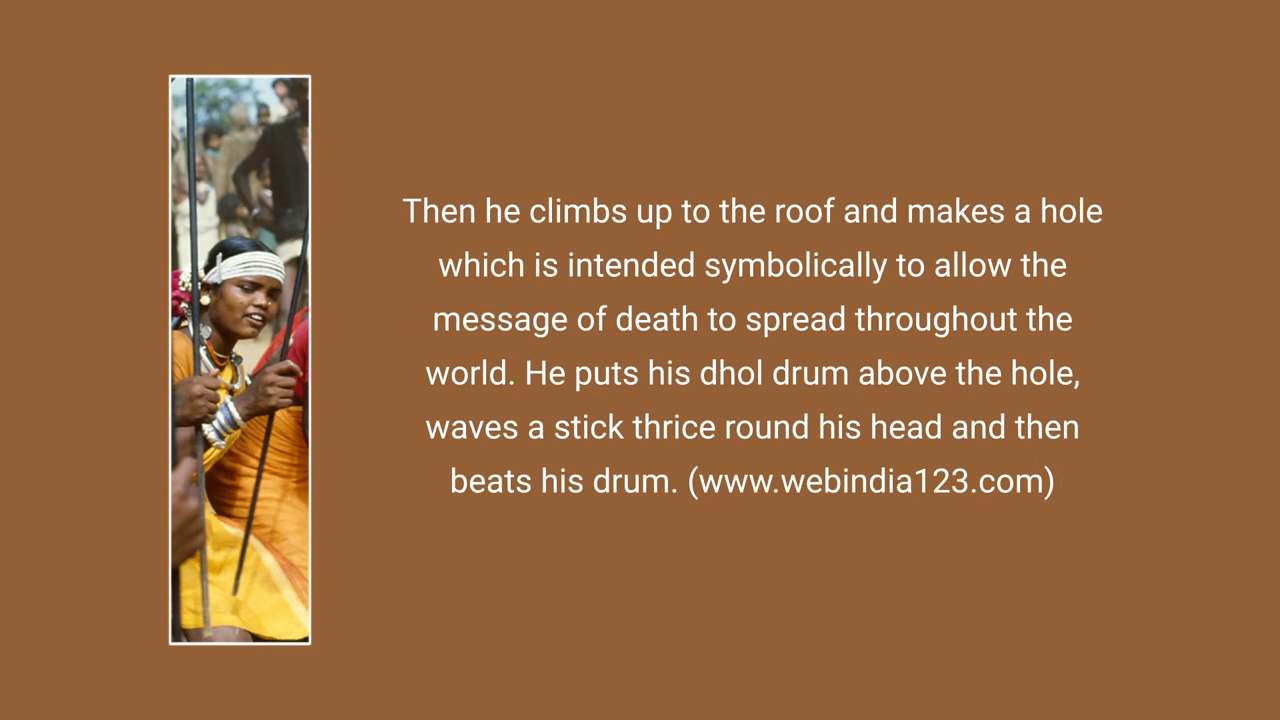 Then he climbs up to the roof and makes a hole
which is intended symbolically to allow the
message of death to spread throughout the
world. He puts his dhol drum above the hole,
waves a stick thrice round his head and then
beats his drum. (www.webindia123.com)